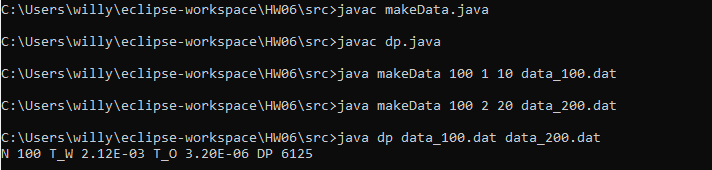 C:\Users\willy\eclipse-workspace\HW06\src>javac makeData.java
C:\Users\willy\eclipse-workspace\HW06\src>javac dp.java
C:\Users\willy\eclipse-workspace\HW06\src>java makeData 100 1 10 data_100.dat
C:\Users\willy\eclipse-workspace\HW06\src>java makeData 100 2 20 data_200.dat
C:\Users\willy\eclipse-workspace\HW06\src>java dp data_100.dat data_200.dat
N 100 T_W 2.12E-03 T_O 3.20E-06 DP 6125